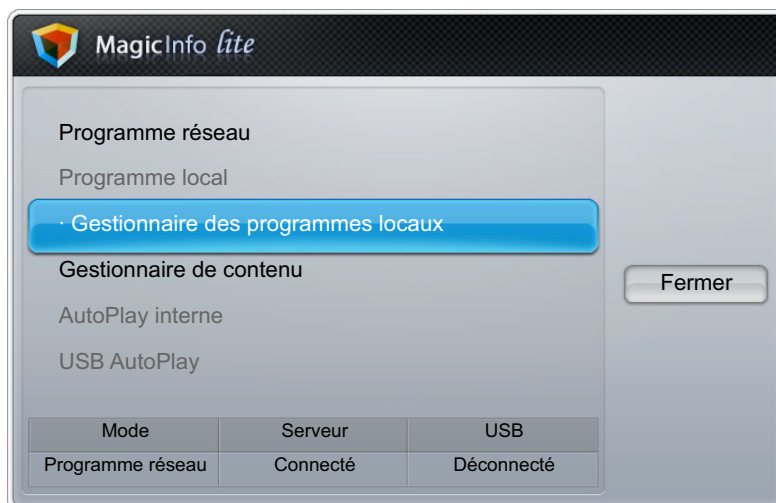 MagicInfo lite
Programme réseau
Programme local
· Gestionnaire des programmes locaux
Gestionnaire de contenu
AutoPlay interne
USB AutoPlay
Fermer
Mode Serveur USB
Programme réseau Connecté Déconnecté